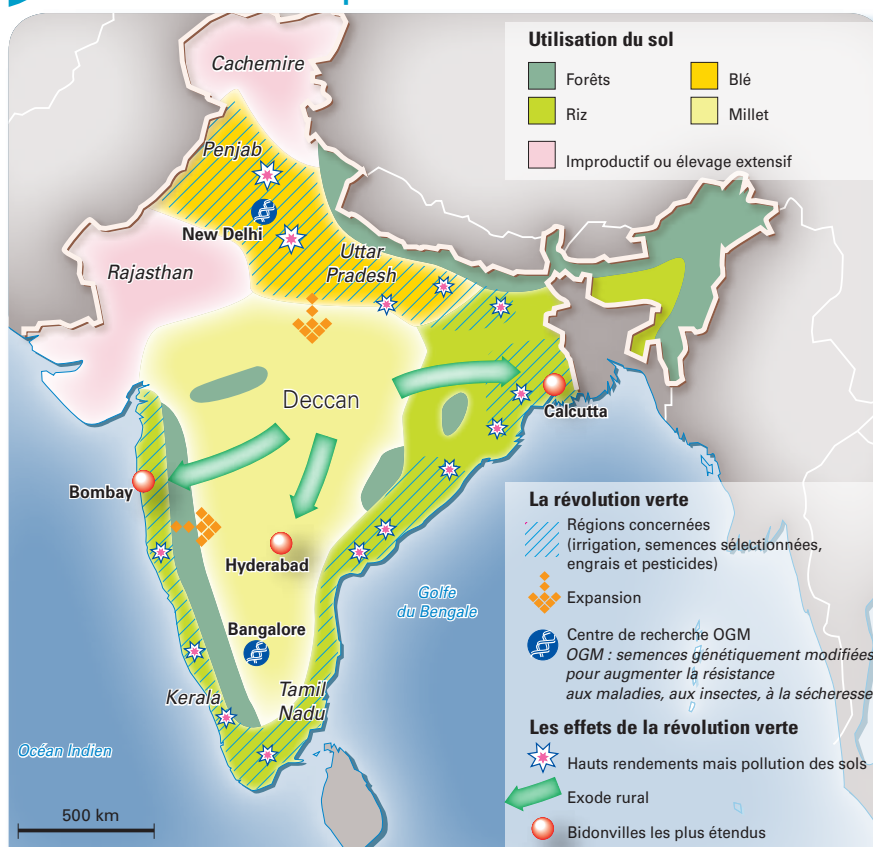 Utilisation du sol
Forêts
Blé
Riz
Millet
Improductif ou élevage extensif
Cachemire
Penjab
New Delhi
Uttar
Pradesh
Rajasthan
Deccan
Calcutta
Bombay
Hyderabad
Golfe
du Bengale
Bangalore
Kerala
Tamil
Nadu
Océan Indien
500 km
La révolution verte
Régions concernées
(irrigation, semences sélectionnées,
engrais et pesticides)
Expansion
Centre de recherche OGM
OGM : semences génétiquement modifiées
pour augmenter la résistance
aux maladies, aux insectes, à la sécheresse
Les effets de la révolution verte
Hauts rendements mais pollution des sols
Exode rural
Bidonvilles les plus étendus